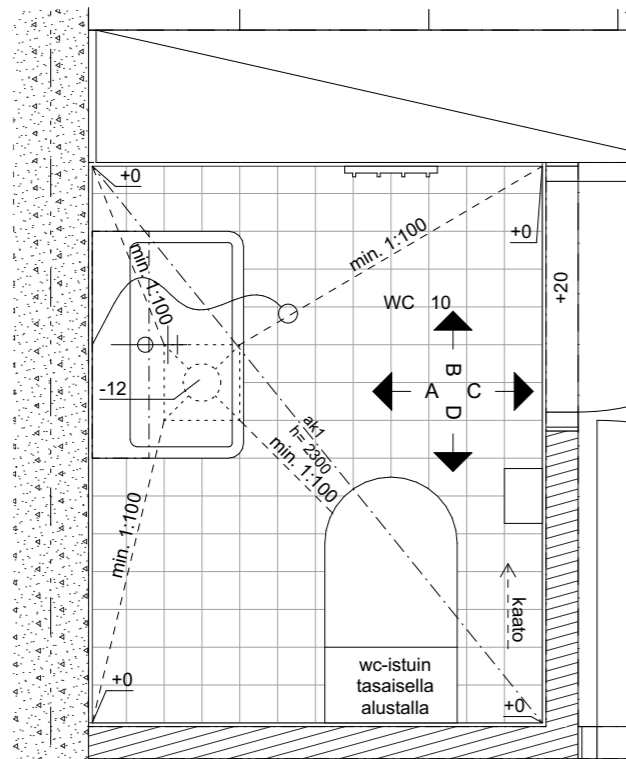 +0
+0
min. 1:100
min. 1:100
+20
WC 10
B
A C
D
-12
ak1
h= 2300
min. 1:100
min. 1:100
kaato
wc-istuin
tasaisella
alustalla
+0
+0